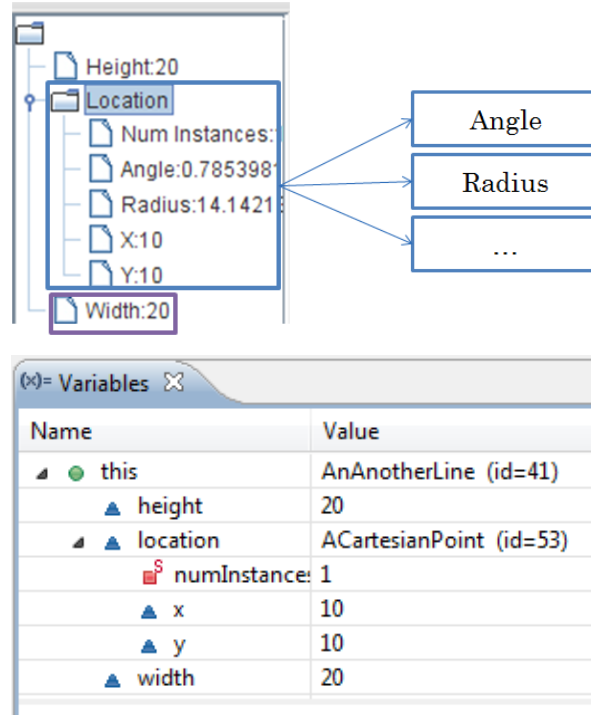 Height:20
Location
Num Instances:
Angle:0.785398
Radius:14.1421
X:10
Y:10
Width:20
Angle
Radius
...
(x)= Variables
Name Value
this AnAnotherLine (id=41)
height 20
location ACartesianPoint (id=53)
S numInstances 1
x 10
y 10
width 20